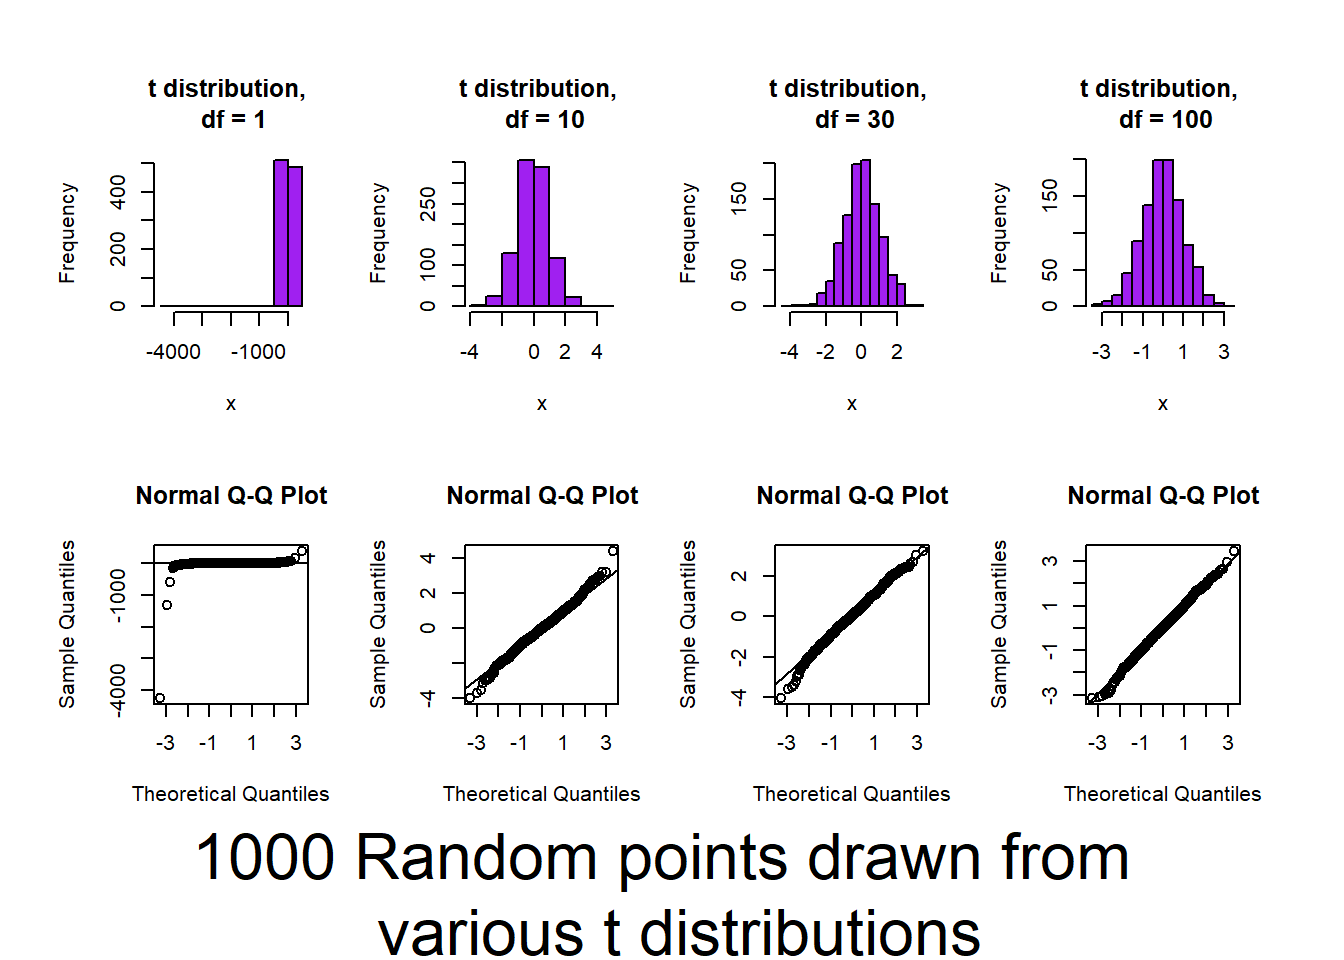 t distribution,
df = 1
t distribution,
df = 10
t distribution,
df = 30
t distribution,
df = 100
Frequency
0 200 400
-4000 -1000
x
Frequency
0 100 250
-4 0 2 4
x
Frequency
0 50 150
-4 -2 0 2
x
Frequency
0 50 150
-3 -1 1 3
x
Normal Q-Q Plot
Sample Quantiles
-4000 -1000
-3 -1 1 3
Theoretical Quantiles
Normal Q-Q Plot
Sample Quantiles
-4 0 2 4
-3 -1 1 3
Theoretical Quantiles
Normal Q-Q Plot
Sample Quantiles
-4 -2 0 2
-3 -1 1 3
Theoretical Quantiles
Normal Q-Q Plot
Sample Quantiles
-3 -1 1 3
-3 -1 1 3
Theoretical Quantiles
1000 Random points drawn from
various t distributions